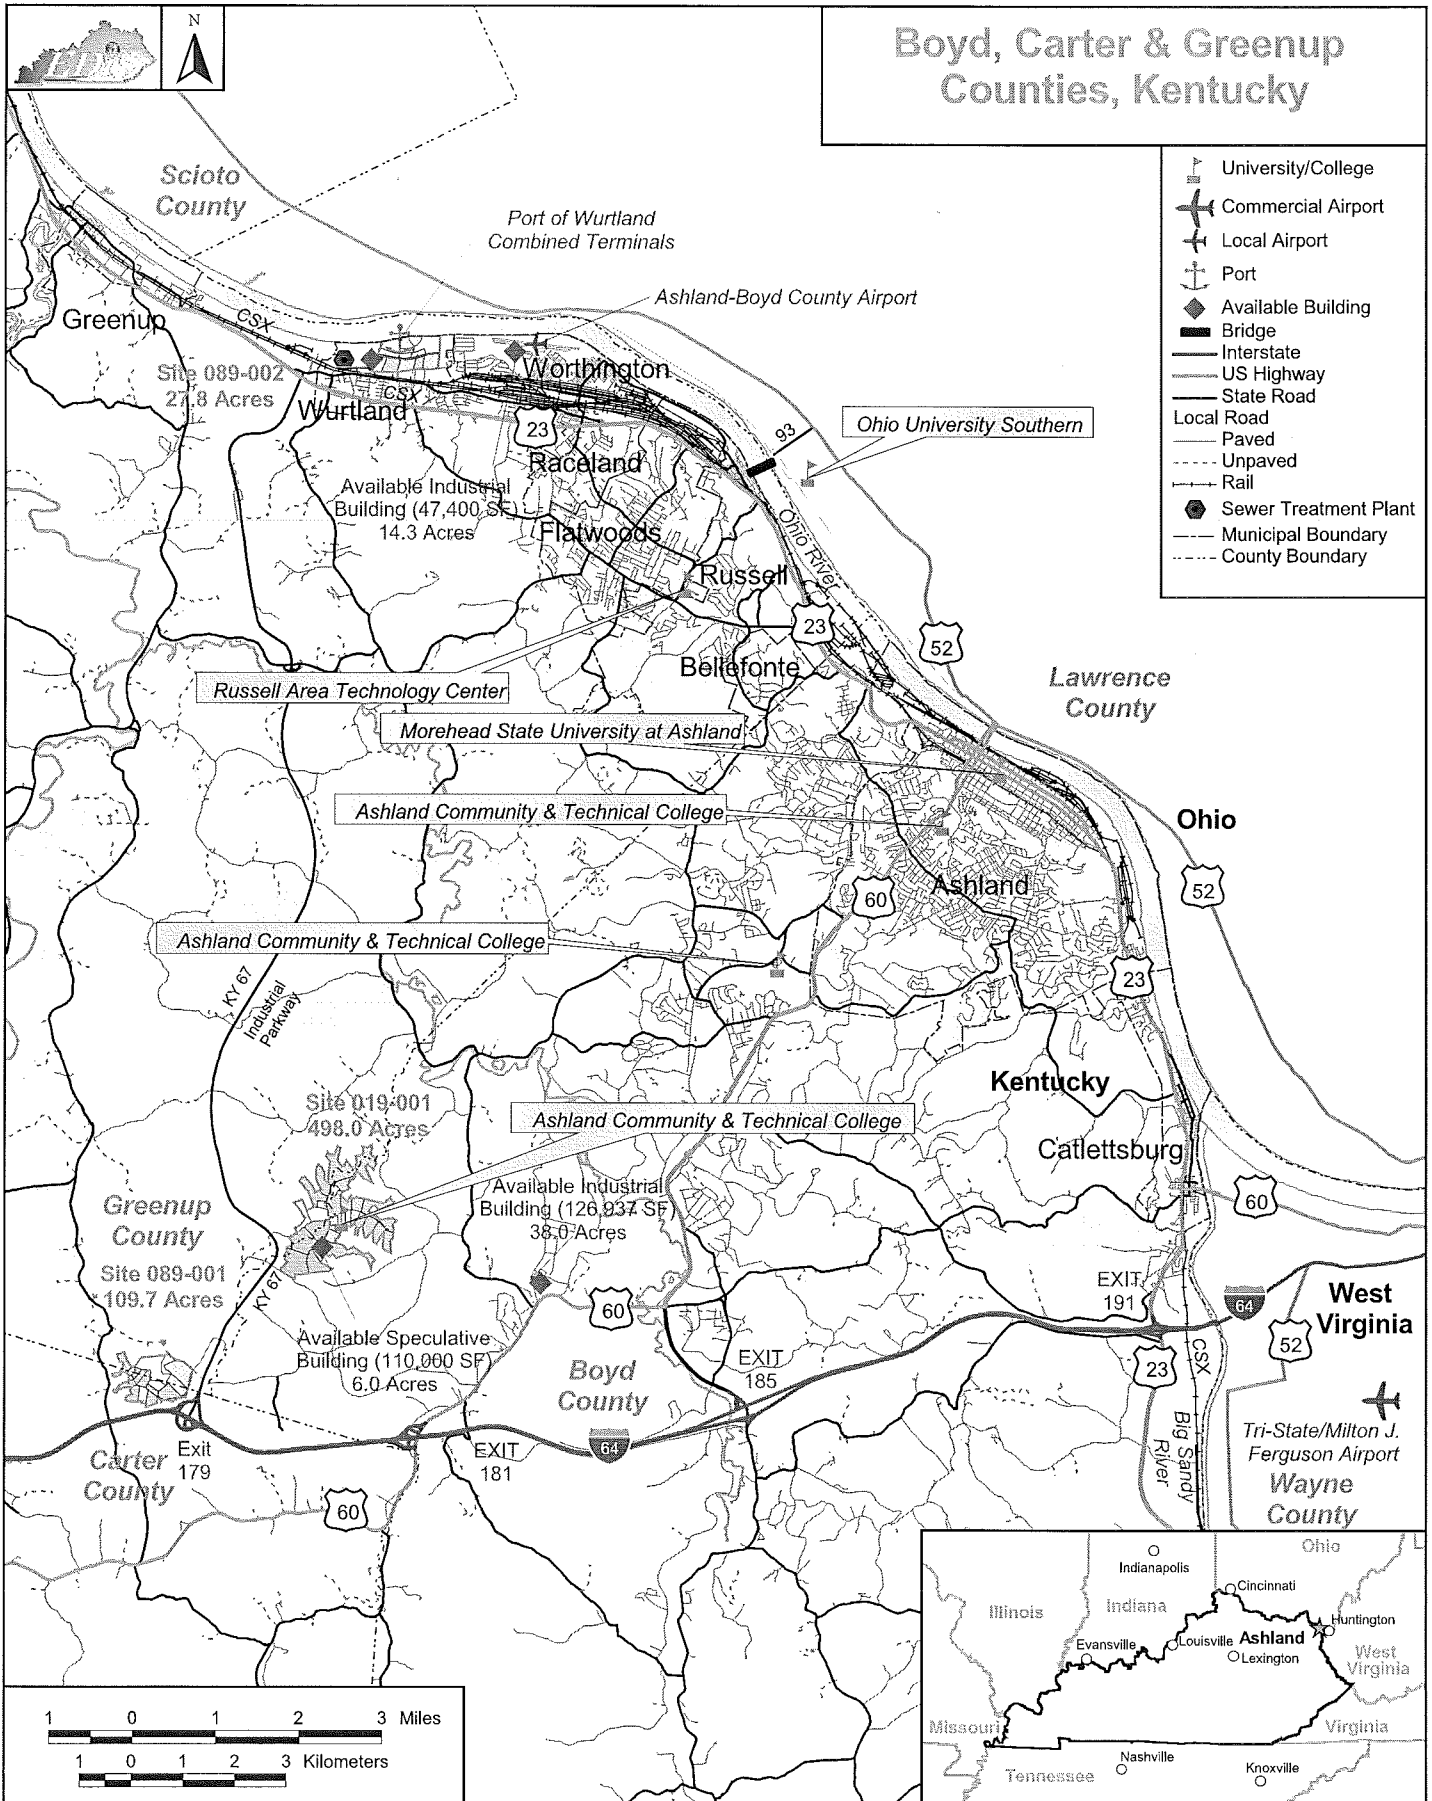 N
Boyd, Carter & Greenup
Counties, Kentucky
University/College
Commercial Airport
Local Airport
Port
Available Building
Bridge
Interstate
US Highway
State Road
Local Road
Paved
Unpaved
Rail
Sewer Treatment Plant
Municipal Boundary
County Boundary
Scioto
County
Port of Wurtland
Combined Terminals
Ashland-Boyd County Airport
Greenup
CSX
Site 089-002
27.8 Acres
Worthington
CSX
Wurtland
23
93
Ohio University Southern
Raceland
Available Industrial
Building (47,400 SF)
14.3 Acres
Flatwoods
Ohio River
Russell
23
52
Bellefonte
Lawrence
County
Russell Area Technology Center
Morehead State University at Ashland
Ashland Community & Technical College
Ohio
60
Ashland
52
Ashland Community & Technical College
23
KY 67
Industrial
Parkway
Kentucky
Site 019-001
498.0 Acres
Ashland Community & Technical College
Catlettsburg
Available Industrial
Building (126,937 SF)
38.0 Acres
60
Greenup
County
Site 089-001
109.7 Acres
KY 67
EXIT
191
64
West
Virginia
60
52
Available Speculative
Building (110,000 SF)
6.0 Acres
Boyd
County
EXIT
185
23
CSX
Tri-State/Milton J.
Ferguson Airport
Big Sandy
River
Exit
179
EXIT
181
64
Carter
County
Wayne
County
60
Ohio
Indianapolis
Cincinnati
Illinois
Indiana
Huntington
Evansville
Louisville
Ashland
Lexington
West
Virginia
Missouri
Virginia
Nashville
Knoxville
Tennessee
1 0 1 2 3 Miles
1 0 1 2 3 Kilometers